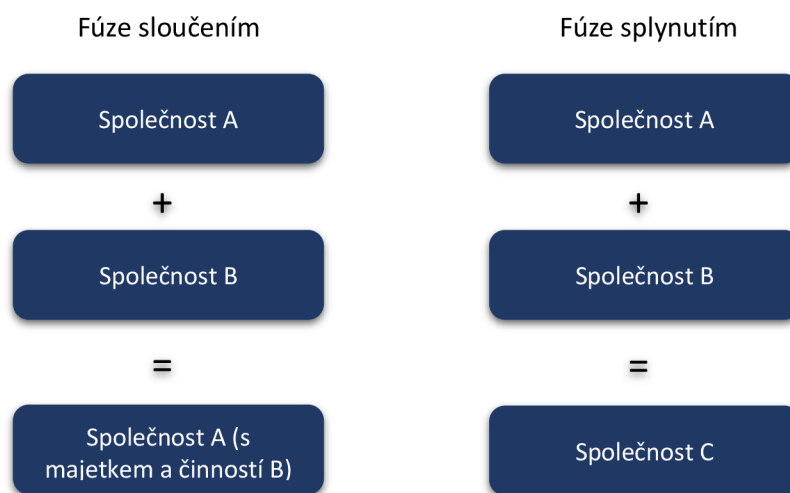 Fúze sloučením
Společnost A
+
Společnost B
=
Společnost A (s
majetkem a činností B)
Fúze splynutím
Společnost A
+
Společnost B
=
Společnost C